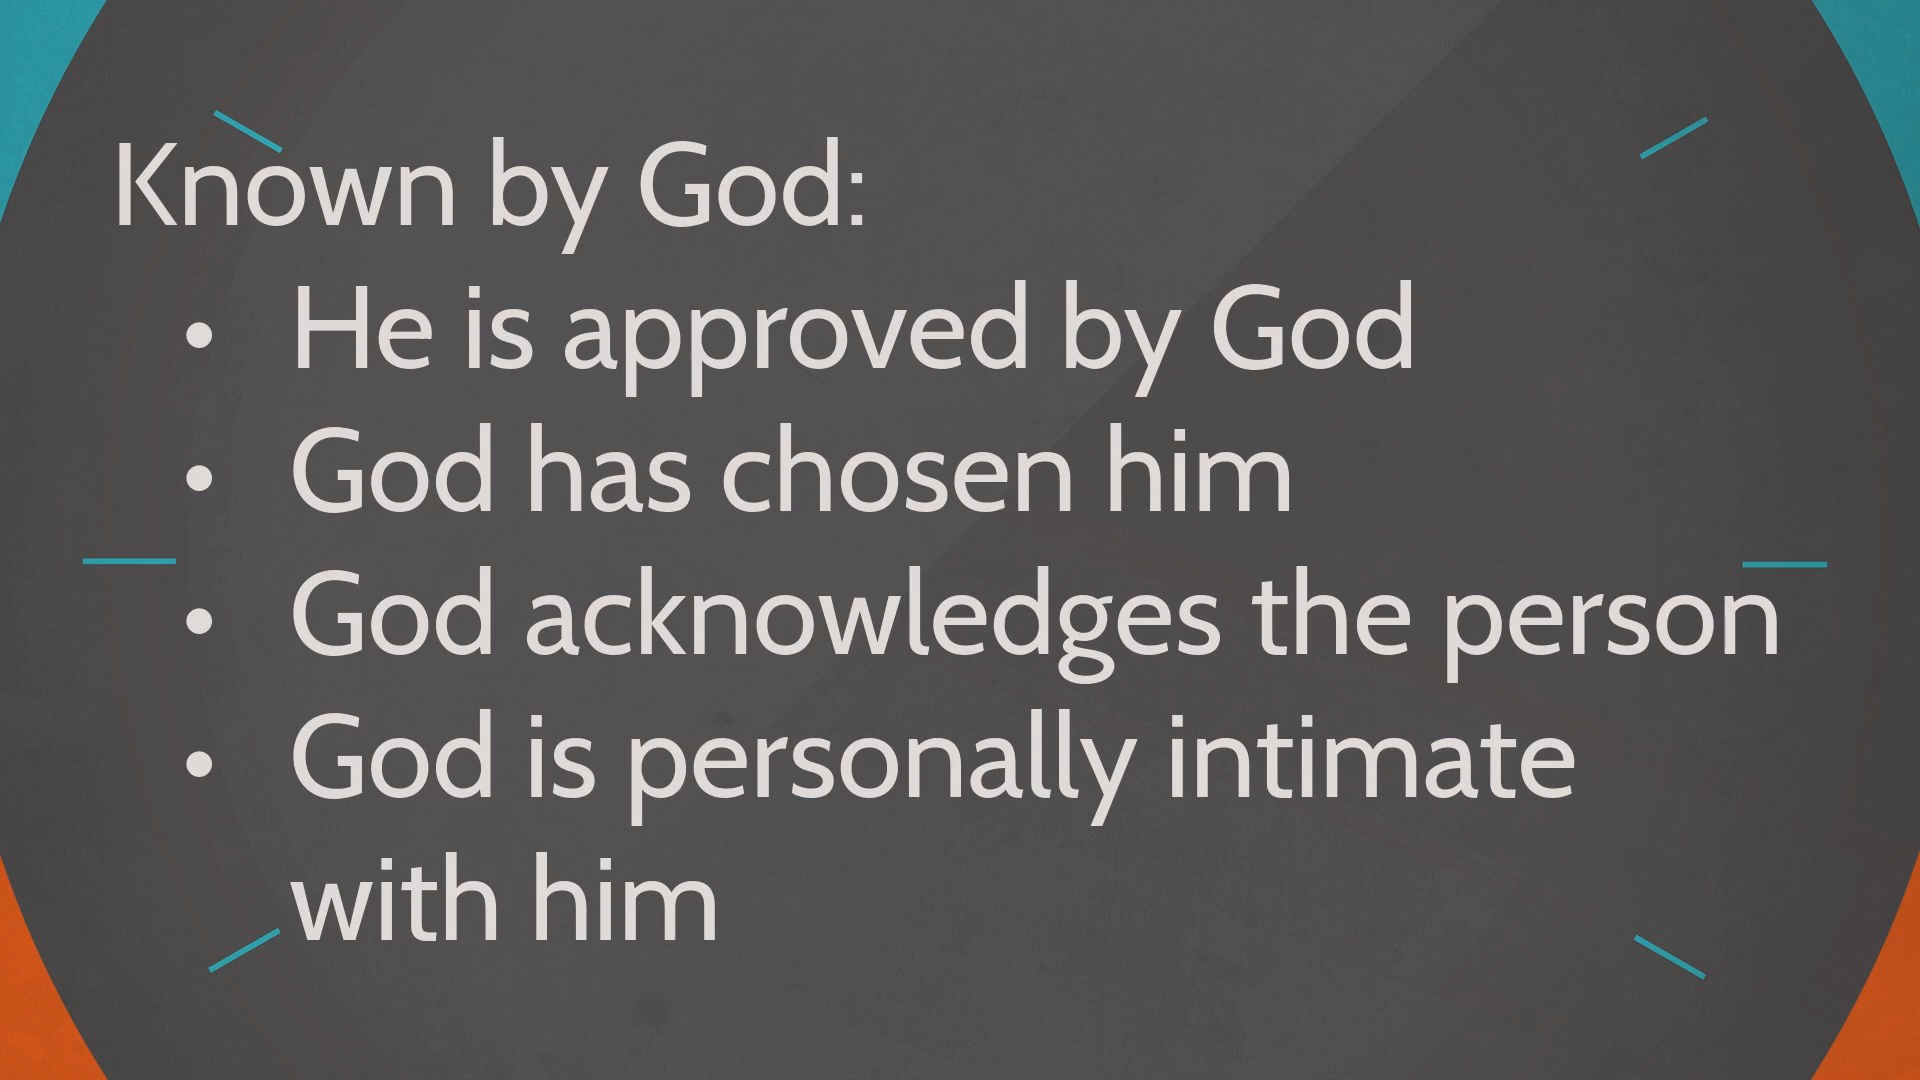 Known by God:
• He is approved by God
• God has chosen him
• God acknowledges the person
• God is personally intimate
with him